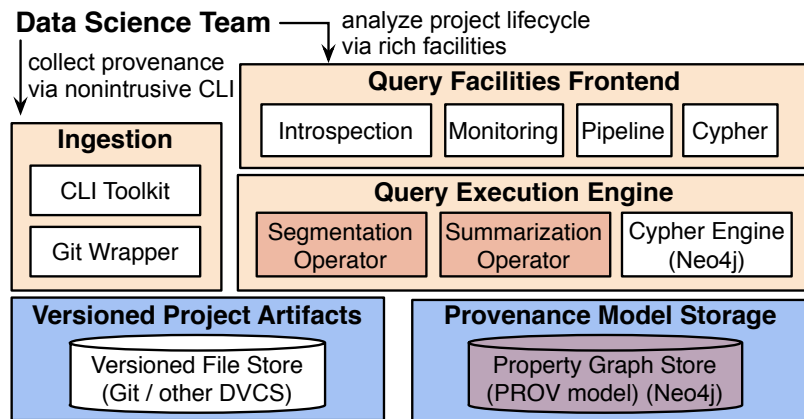 Data Science Team
analyze project lifecycle
via rich facilities
collect provenance
via nonintrusive CLI
Query Facilities Frontend
Introspection
Monitoring
Pipeline
Cypher
Ingestion
CLI Toolkit
Git Wrapper
Query Execution Engine
Segmentation
Operator
Summarization
Operator
Cypher Engine
(Neo4j)
Versioned Project Artifacts
Versioned File Store
(Git / other DVCS)
Provenance Model Storage
Property Graph Store
(PROV model) (Neo4j)